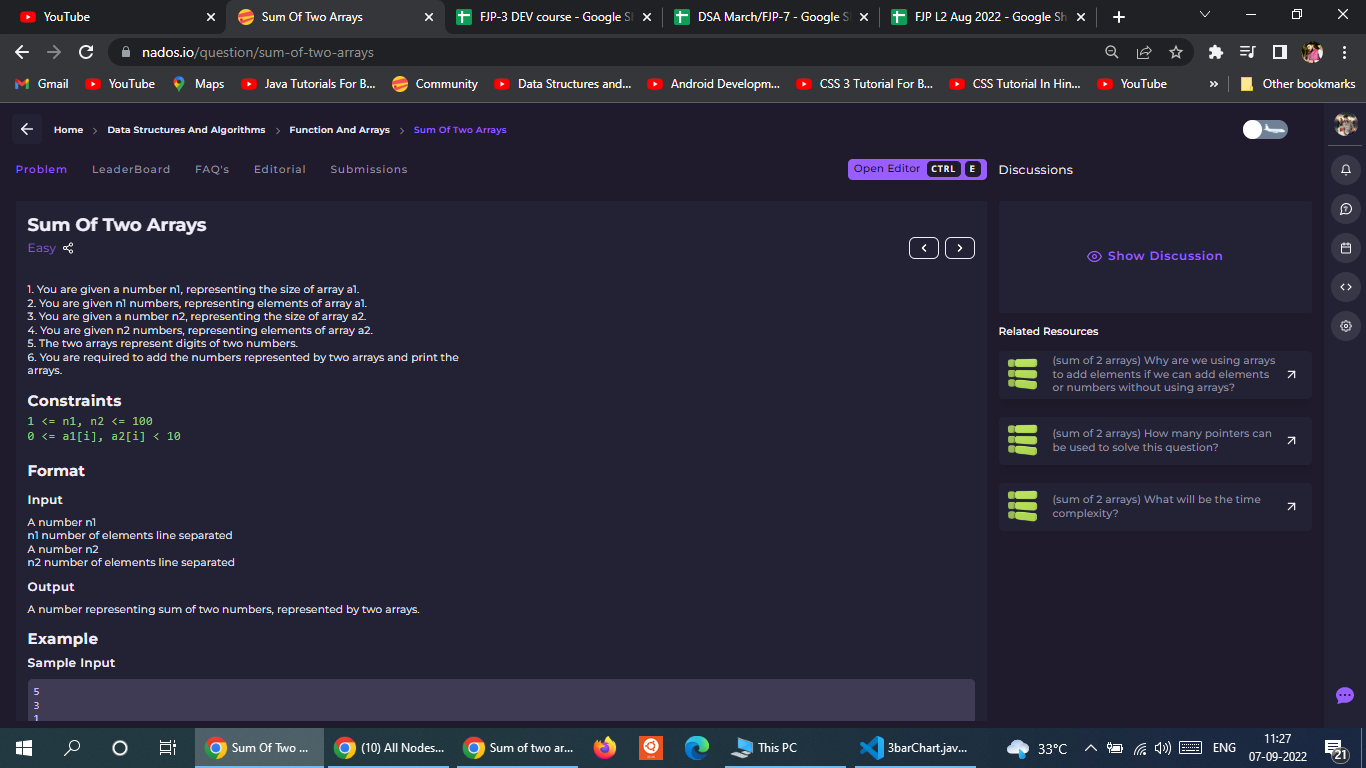 YouTube
Sum Of Two Arrays
FJP-3 DEV course - Google Sh
DSA March/FJP-7 - Google Sh
FJP L2 Aug 2022 - Google She
nados.io/question/sum-of-two-arrays
Gmail
YouTube
Maps
Java Tutorials For B...
Community
Data Structures and...
Android Developm...
CSS 3 Tutorial For B...
CSS Tutorial In Hin...
YouTube
»
Other bookmarks
Home > Data Structures And Algorithms > Function And Arrays > Sum Of Two Arrays
Problem LeaderBoard FAQ's Editorial Submissions
Open Editor CTRL E
Discussions
Sum Of Two Arrays
Easy
1. You are given a number n1, representing the size of array a1.
2. You are given n1 numbers, representing elements of array a1.
3. You are given a number n2, representing the size of array a2.
4. You are given n2 numbers, representing elements of array a2.
5. The two arrays represent digits of two numbers.
6. You are required to add the numbers represented by two arrays and print the
arrays.
Constraints
1 <= n1, n2 <= 100
0 <= a1[i], a2[i] < 10
Format
Input
A number n1
n1 number of elements line separated
A number n2
n2 number of elements line separated
Output
A number representing sum of two numbers, represented by two arrays.
Example
Sample Input
5
3
1
Show Discussion
Related Resources
(sum of 2 arrays) Why are we using arrays
to add elements if we can add elements
or numbers without using arrays?
(sum of 2 arrays) How many pointers can
be used to solve this question?
(sum of 2 arrays) What will be the time
complexity?
Sum Of Two ...
(10) All Nodes...
Sum of two ar...
This PC
3barChart.jav...
33°C
ENG
11:27
07-09-2022
21